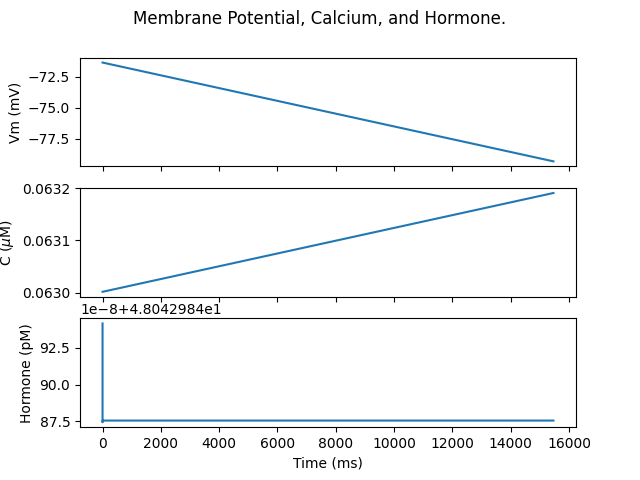 Membrane Potential, Calcium, and Hormone.
Vm (mV)
−72.5
−75.0
−77.5
C (μM)
0.0632
0.0631
0.0630
1e−8+4.8042984e1
Hormone (pM)
92.5
90.0
87.5
0 2000 4000 6000 8000 10000 12000 14000 16000
Time (ms)